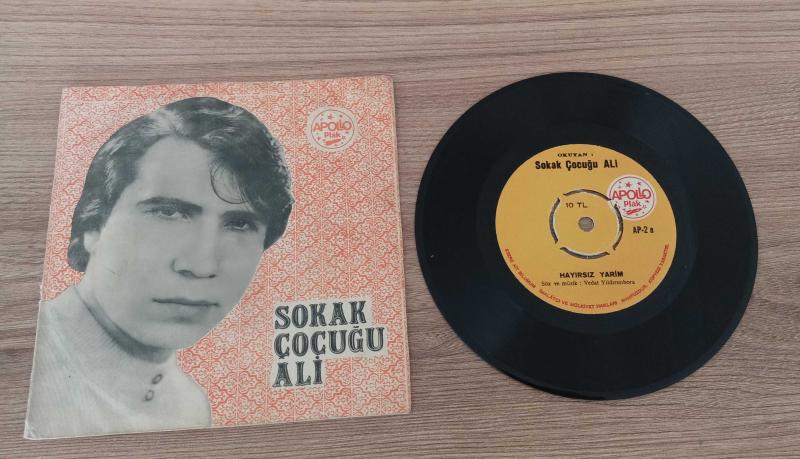 APOLLO
Plak
SOKAK
ÇOÇUĞU
ALİ
OKUYAN :
Sokak Çocuğu ALİ
10 TL.
APOLLO
Plak
AP-2 a
HAYIRSIZ YARİM
Söz ve müzik : Vedat Yıldırımbora